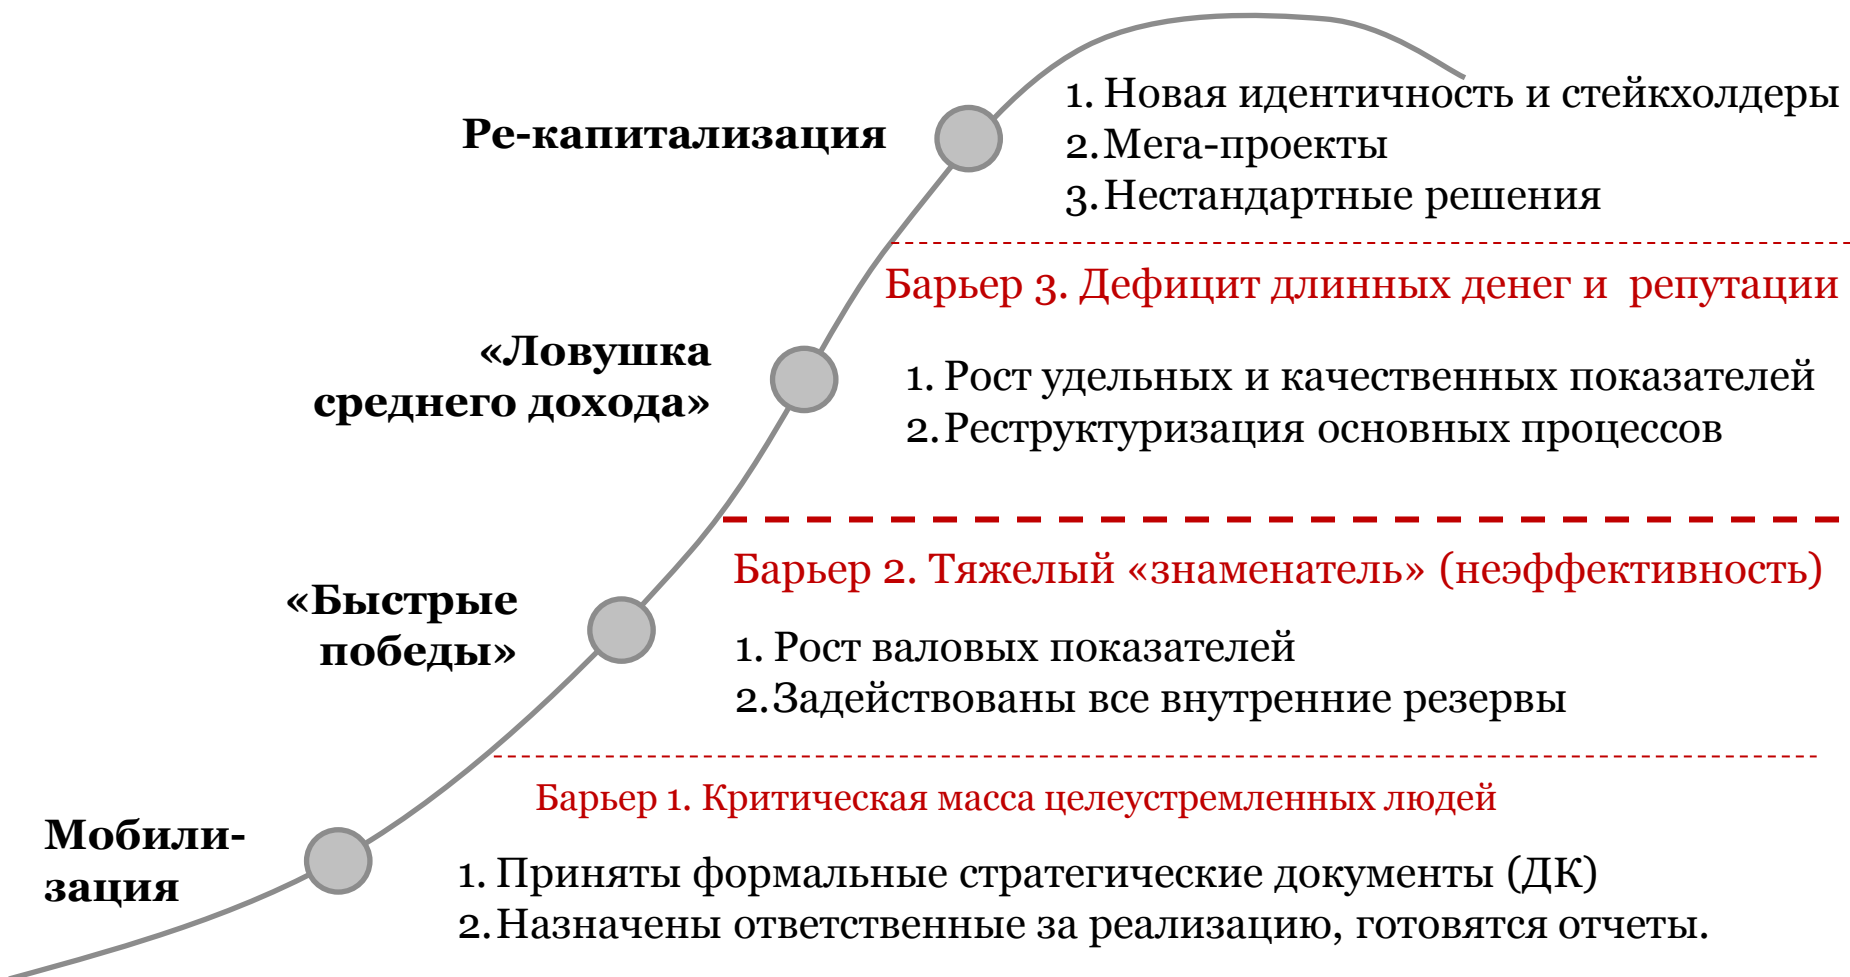 1. Новая идентичность и стейкхолдеры
Ре-капитализация
2. Мега-проекты
3. Нестандартные решения
Барьер 3. Дефицит длинных денег и репутации
«Ловушка
среднего дохода»
1. Рост удельных и качественных показателей
2. Реструктуризация основных процессов
Барьер 2. Тяжелый «знаменатель» (неэффективность)
«Быстрые
победы»
1. Рост валовых показателей
2. Задействованы все внутренние резервы
Барьер 1. Критическая масса целеустремленных людей
Мобили-
зация
1. Приняты формальные стратегические документы (ДК)
2. Назначены ответственные за реализацию, готовятся отчеты.